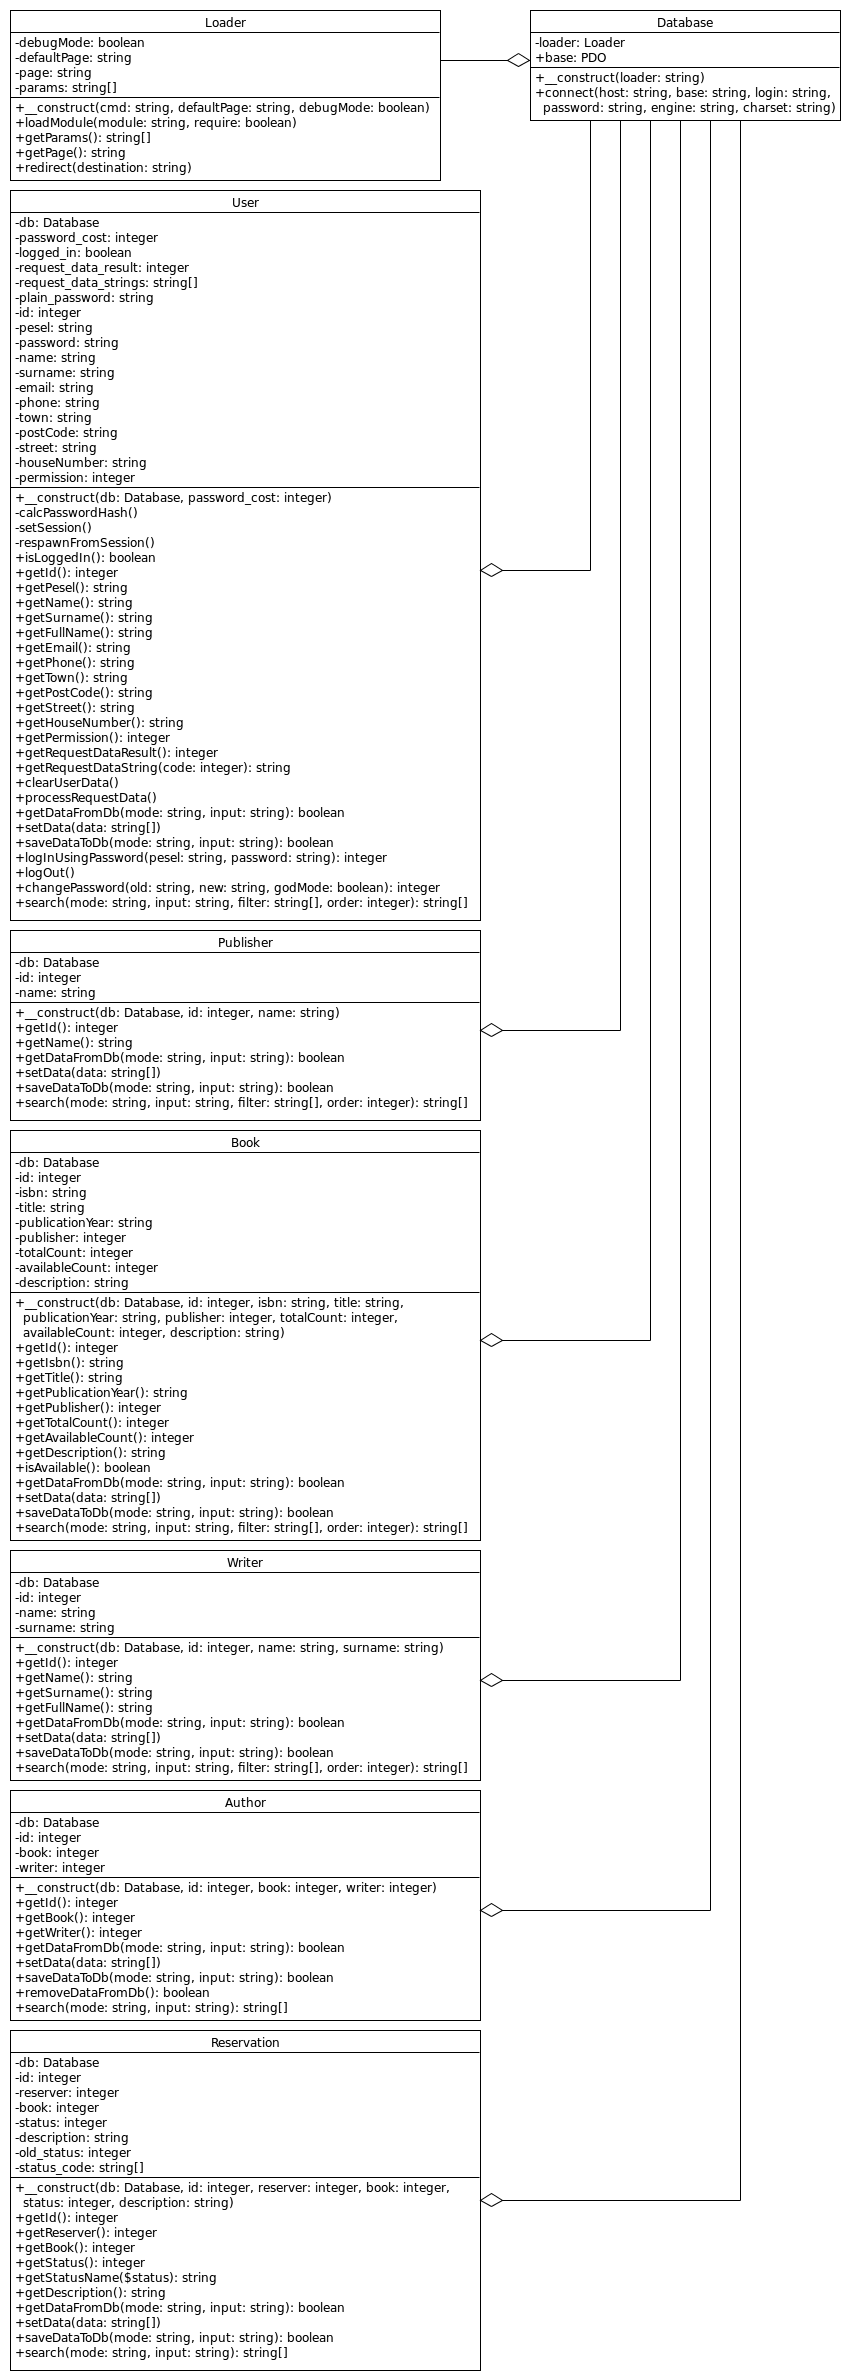 Loader
-debugMode: boolean
-defaultPage: string
-page: string
-params: string[]
+__construct(cmd: string, defaultPage: string, debugMode: boolean)
+loadModule(module: string, require: boolean)
+getParams(): string[]
+getPage(): string
+redirect(destination: string)
Database
-loader: Loader
+base: PDO
+__construct(loader: string)
+connect(host: string, base: string, login: string,
password: string, engine: string, charset: string)
User
-db: Database
-password_cost: integer
-logged_in: boolean
-request_data_result: integer
-request_data_strings: string[]
-plain_password: string
-id: integer
-pesel: string
-password: string
-name: string
-surname: string
-email: string
-phone: string
-town: string
-postCode: string
-street: string
-houseNumber: string
-permission: integer
+__construct(db: Database, password_cost: integer)
-calcPasswordHash()
-setSession()
-respawnFromSession()
+isLoggedIn(): boolean
+getId(): integer
+getPesel(): string
+getName(): string
+getSurname(): string
+getFullName(): string
+getEmail(): string
+getPhone(): string
+getTown(): string
+getPostCode(): string
+getStreet(): string
+getHouseNumber(): string
+getPermission(): integer
+getRequestDataResult(): integer
+getRequestDataString(code: integer): string
+clearUserData()
+processRequestData()
+getDataFromDb(mode: string, input: string): boolean
+setData(data: string[])
+saveDataToDb(mode: string, input: string): boolean
+logInUsingPassword(pesel: string, password: string): integer
+logOut()
+changePassword(old: string, new: string, godMode: boolean): integer
+search(mode: string, input: string, filter: string[], order: integer): string[]
Publisher
-db: Database
-id: integer
-name: string
+__construct(db: Database, id: integer, name: string)
+getId(): integer
+getName(): string
+getDataFromDb(mode: string, input: string): boolean
+setData(data: string[])
+saveDataToDb(mode: string, input: string): boolean
+search(mode: string, input: string, filter: string[], order: integer): string[]
Book
-db: Database
-id: integer
-isbn: string
-title: string
-publicationYear: string
-publisher: integer
-totalCount: integer
-availableCount: integer
-description: string
+__construct(db: Database, id: integer, isbn: string, title: string,
publicationYear: string, publisher: integer, totalCount: integer,
availableCount: integer, description: string)
+getId(): integer
+getIsbn(): string
+getTitle(): string
+getPublicationYear(): string
+getPublisher(): integer
+getTotalCount(): integer
+getAvailableCount(): integer
+getDescription(): string
+isAvailable(): boolean
+getDataFromDb(mode: string, input: string): boolean
+setData(data: string[])
+saveDataToDb(mode: string, input: string): boolean
+search(mode: string, input: string, filter: string[], order: integer): string[]
Writer
-db: Database
-id: integer
-name: string
-surname: string
+__construct(db: Database, id: integer, name: string, surname: string)
+getId(): integer
+getName(): string
+getSurname(): string
+getFullName(): string
+getDataFromDb(mode: string, input: string): boolean
+setData(data: string[])
+saveDataToDb(mode: string, input: string): boolean
+search(mode: string, input: string, filter: string[], order: integer): string[]
Author
-db: Database
-id: integer
-book: integer
-writer: integer
+__construct(db: Database, id: integer, book: integer, writer: integer)
+getId(): integer
+getBook(): integer
+getWriter(): integer
+getDataFromDb(mode: string, input: string): boolean
+setData(data: string[])
+saveDataToDb(mode: string, input: string): boolean
+removeDataFromDb(): boolean
+search(mode: string, input: string): string[]
Reservation
-db: Database
-id: integer
-reserver: integer
-book: integer
-status: integer
-description: string
-old_status: integer
-status_code: string[]
+__construct(db: Database, id: integer, reserver: integer, book: integer,
status: integer, description: string)
+getId(): integer
+getReserver(): integer
+getBook(): integer
+getStatus(): integer
+getStatusName($status): string
+getDescription(): string
+getDataFromDb(mode: string, input: string): boolean
+setData(data: string[])
+saveDataToDb(mode: string, input: string): boolean
+search(mode: string, input: string): string[]